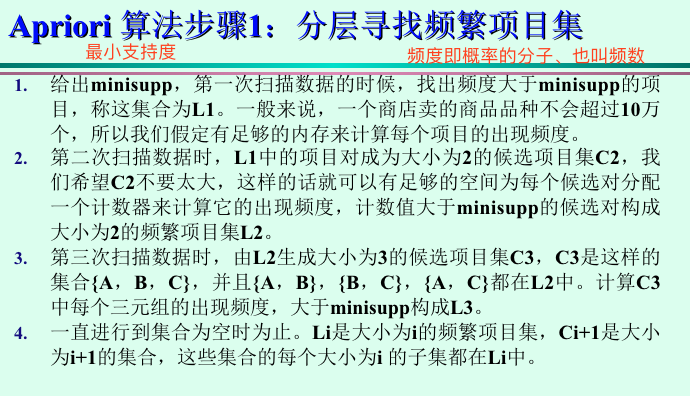 Apriori 算法步骤1：分层寻找频繁项目集
最小支持度
频度即概率的分子、也叫频数
1. 给出minisupp，第一次扫描数据的时候，找出频度大于minisupp的项
目，称这集合为L1。一般来说，一个商店卖的商品品种不会超过10万
个，所以我们假定有足够的内存来计算每个项目的出现频度。
2. 第二次扫描数据时，L1中的项目对成为大小为2的候选项目集C2，我
们希望C2不要太大，这样的话就可以有足够的空间为每个候选对分配
一个计数器来计算它的出现频度，计数值大于minisupp的候选对构成
大小为2的频繁项目集L2。
3. 第三次扫描数据时，由L2生成大小为3的候选项目集C3，C3是这样的
集合{A，B，C}，并且{A，B}，{B，C}，{A，C}都在L2中。计算C3
中每个三元组的出现频度，大于minisupp构成L3。
4. 一直进行到集合为空时为止。Li是大小为i的频繁项目集，Ci+1是大小
为i+1的集合，这些集合的每个大小为i 的子集都在Li中。